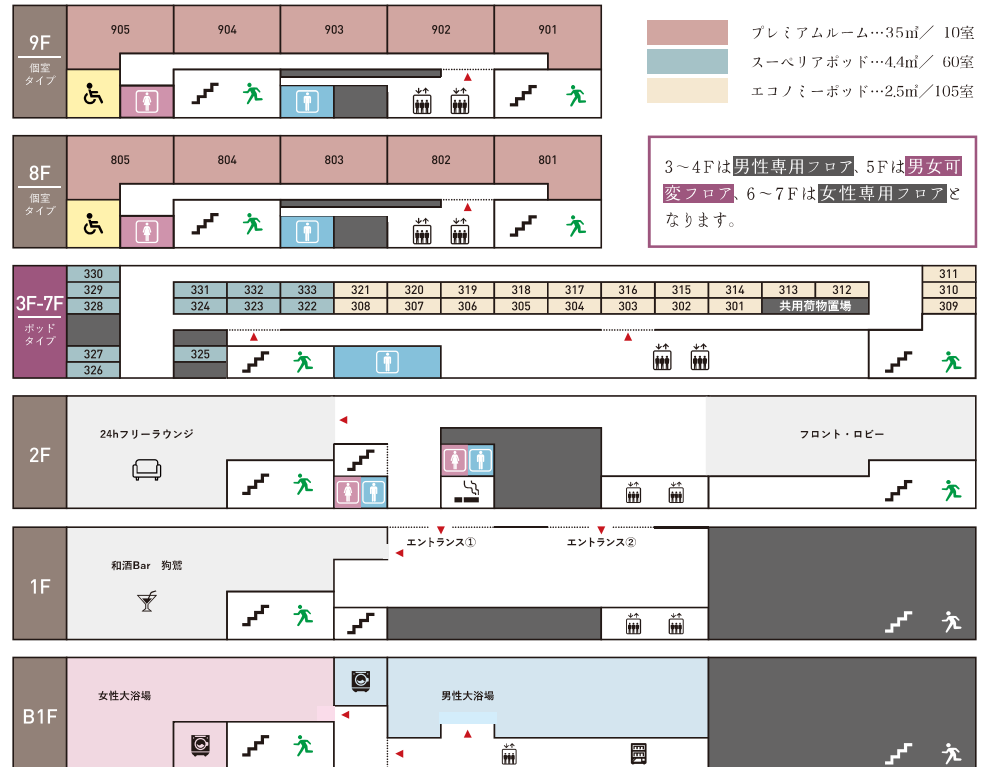 9F
個室
タイプ
905 904 903 902 901
プレミアムルーム…35㎡／ 10室
スーペリアポッド…4.4㎡／ 60室
エコノミーポッド…2.5㎡／105室
8F
個室
タイプ
805 804 803 802 801
3～4Fは男性専用フロア、5Fは男女可
変フロア、6～7Fは女性専用フロアと
なります。
3F-7F
ポッド
タイプ
330 311
329 331 332 333 321 320 319 318 317 316 315 314 313 312 310
328 324 323 322 308 307 306 305 304 303 302 301 共用荷物置場 309
327 325
326
2F
24hフリーラウンジ
フロント・ロビー
1F
エントランス① エントランス②
和酒Bar 狗鷲
B1F
女性大浴場
男性大浴場